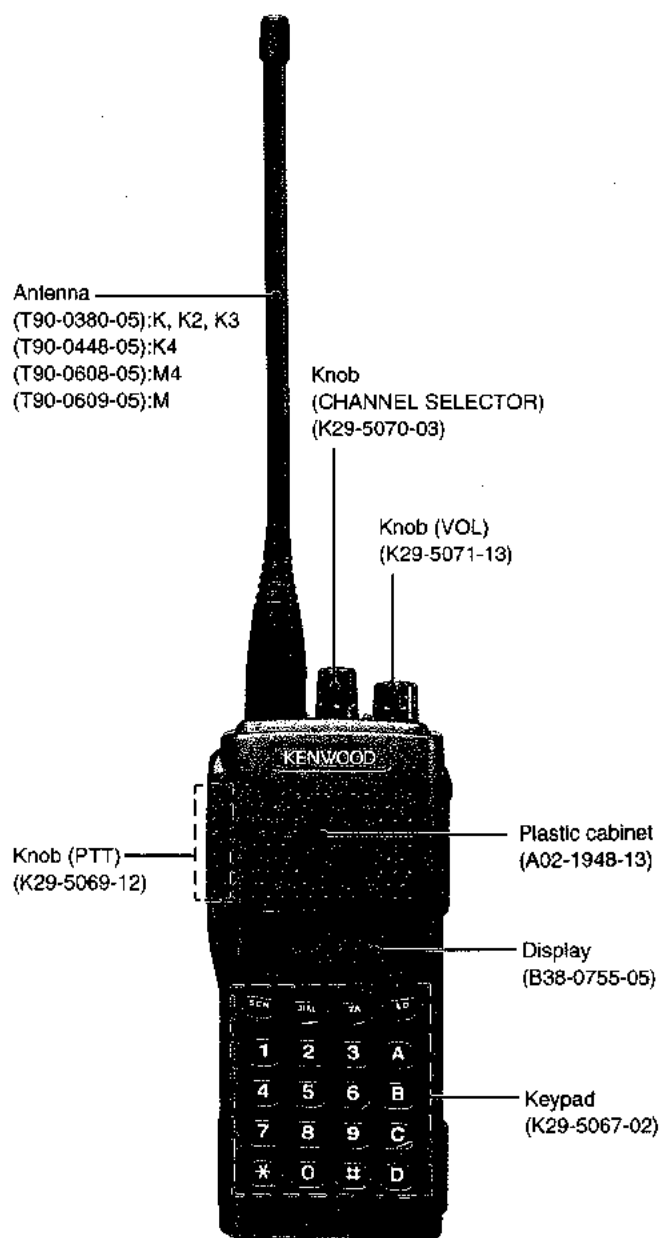 Antenna
(T90-0380-05):K, K2, K3
(T90-0448-05):K4
(T90-0608-05):M4
(T90-0609-05):M
Knob
(CHANNEL SELECTOR)
(K29-5070-03)
Knob (VOL)
(K29-5071-13)
KENWOOD
Knob (PTT)
(K29-5069-12)
Plastic cabinet
(A02-1948-13)
Display
(B38-0755-05)
SCN DIAL
1 2 3 A
4 5 6 B
7 8 9 C
* 0 # D
Keypad
(K29-5067-02)